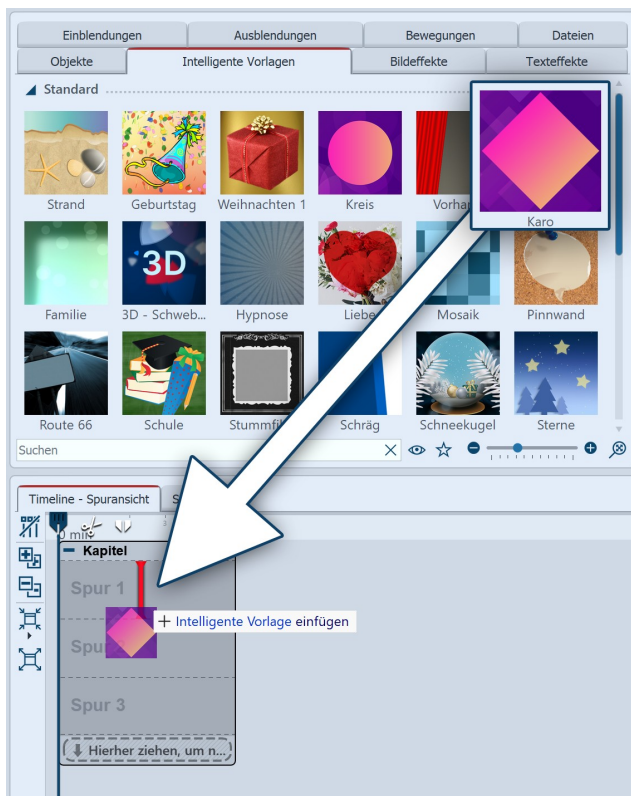 Einblendungen Ausblendungen Bewegungen Dateien
Objekte Intelligente Vorlagen Bildeffekte Texteffekte
Standard
Strand Geburtstag Weihnachten 1 Kreis Karo
3D
Familie 3D - Schweb... Hypnose Liebe Mosaik Pinnwand
Route 66 Schule Schräg Schneekugel Sterne
Suchen
Timeline - Spuransicht
0 min
Kapitel
Spur 1
+ Intelligente Vorlage einfügen
Spur
Spur 3
Hierher ziehen, um n...